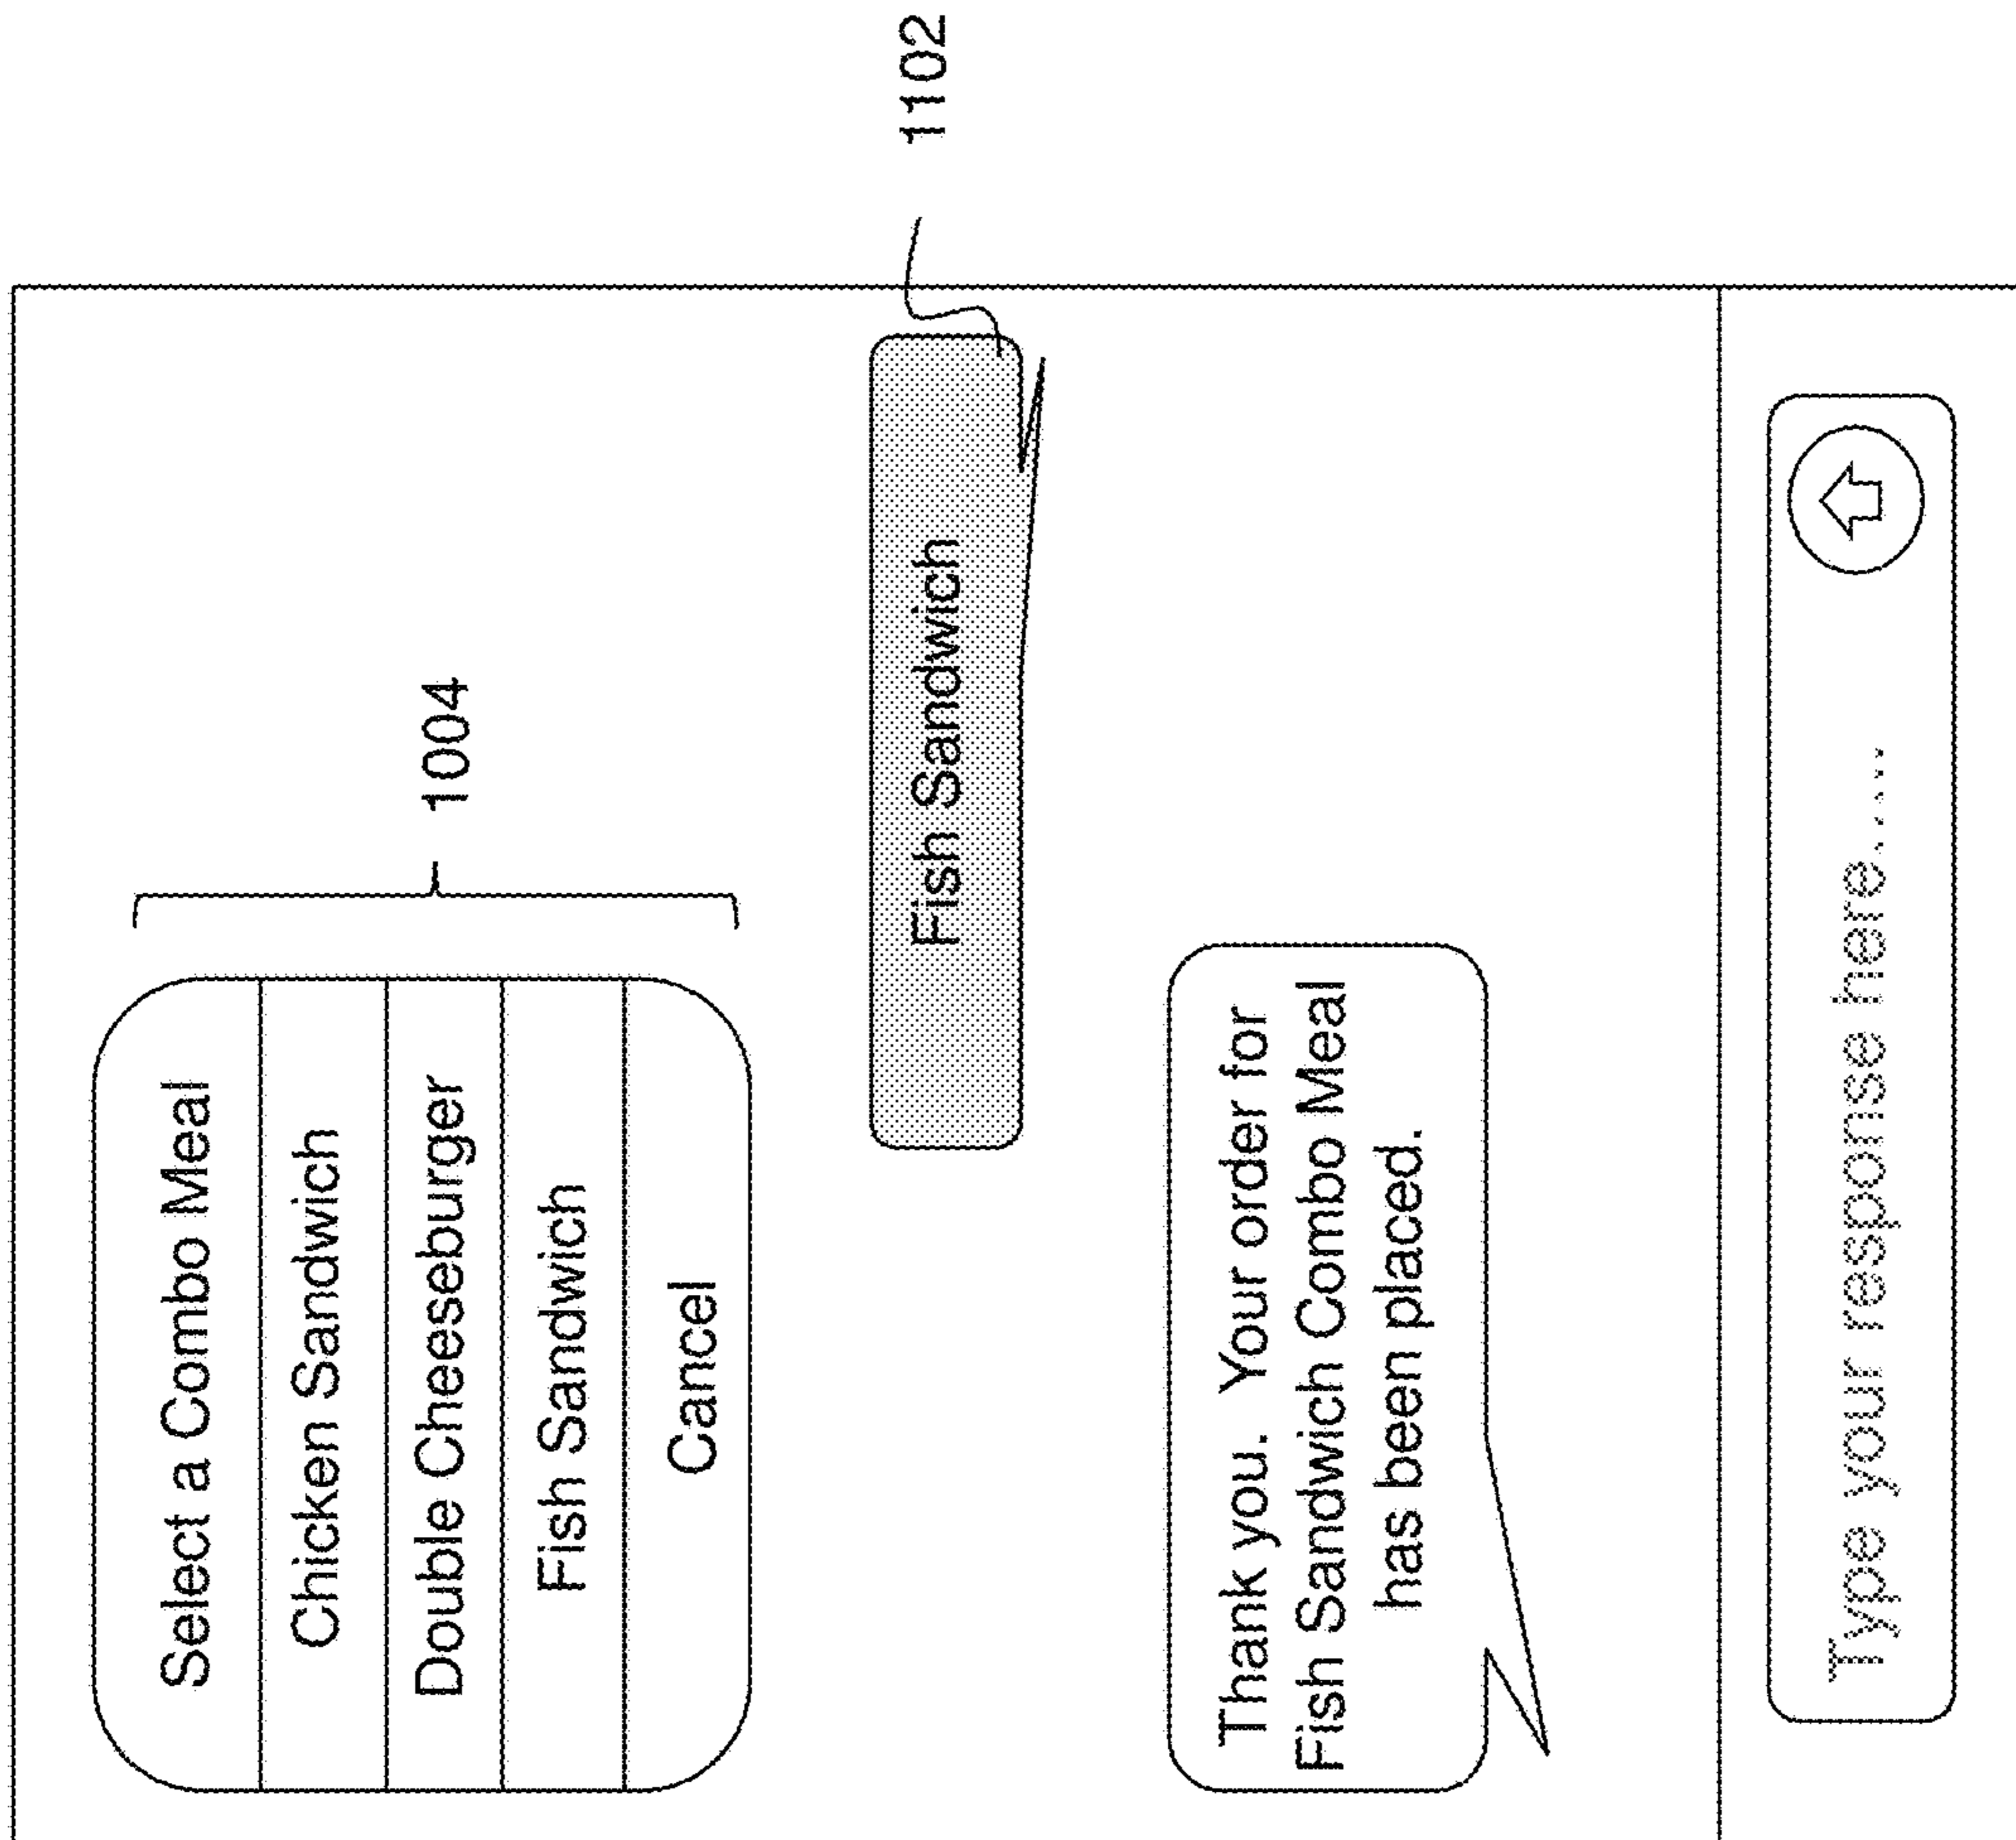 Select a Combo Meal
Chicken Sandwich
Double Cheeseburger
Fish Sandwich
Cancel
1004
Fish Sandwich
1102
Thank you.  Your order for
Fish Sandwich Combo Meal
has been placed.
Type your response here.....